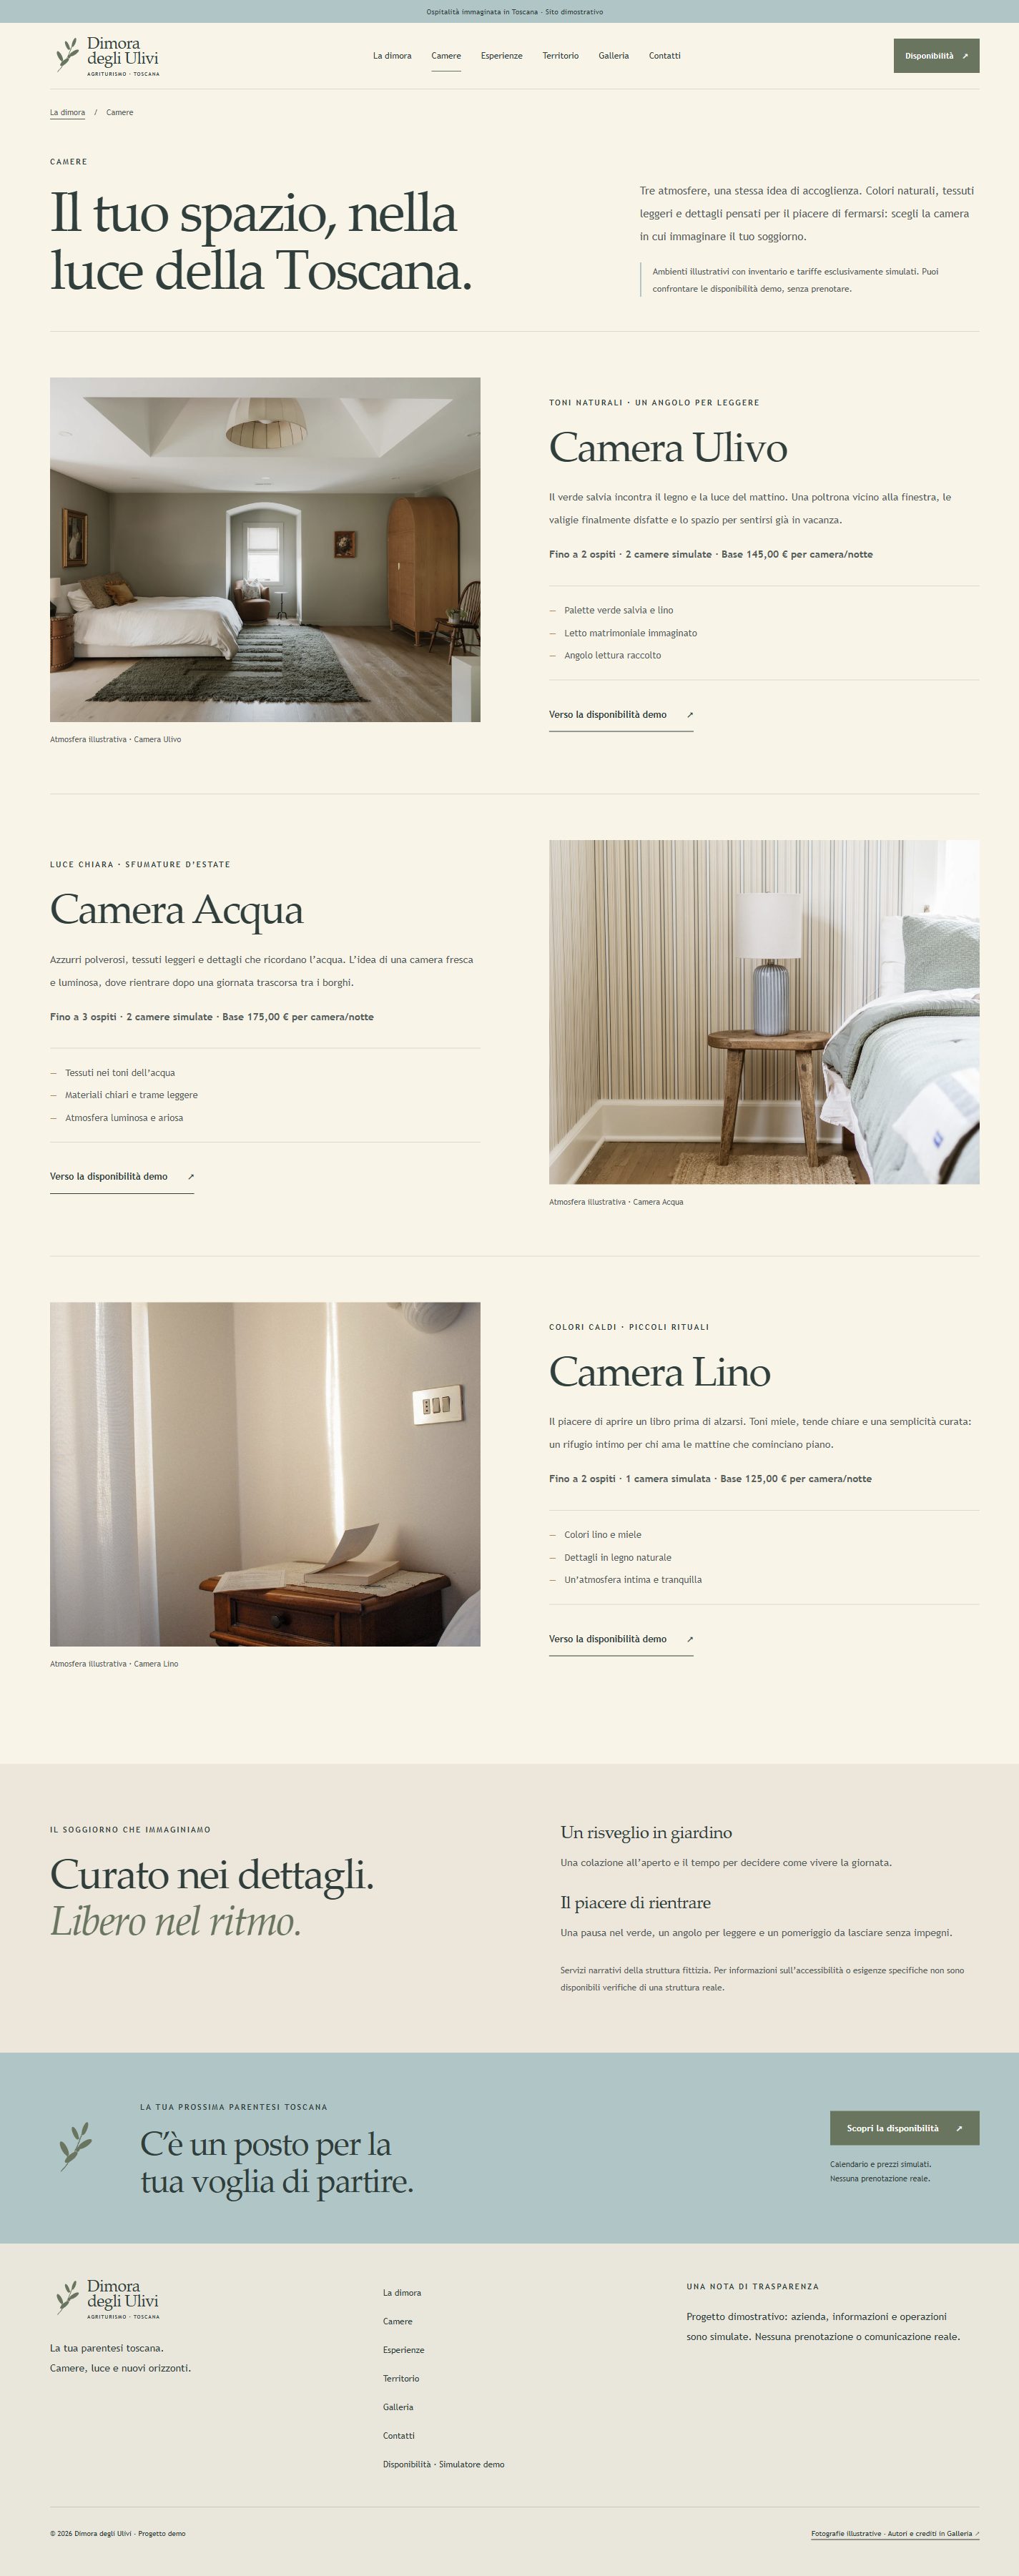 Ospitalità immaginata in Toscana · Sito dimostrativo
Dimora
degli Ulivi
AGRITURISMO · TOSCANA
La dimora
Camere
Esperienze
Territorio
Galleria
Contatti
Disponibilità ↗
La dimora / Camere
CAMERE
Il tuo spazio, nella
luce della Toscana.
Tre atmosfere, una stessa idea di accoglienza. Colori naturali, tessuti
leggeri e dettagli pensati per il piacere di fermarsi: scegli la camera
in cui immaginare il tuo soggiorno.
Ambienti illustrativi con inventario e tariffe esclusivamente simulati. Puoi
confrontare le disponibilità demo, senza prenotare.
TONI NATURALI · UN ANGOLO PER LEGGERE
Camera Ulivo
Il verde salvia incontra il legno e la luce del mattino. Una poltrona vicino alla finestra, le
valigie finalmente disfatte e lo spazio per sentirsi già in vacanza.
Fino a 2 ospiti · 2 camere simulate · Base 145,00 € per camera/notte
— Palette verde salvia e lino
— Letto matrimoniale immaginato
— Angolo lettura raccolto
Verso la disponibilità demo ↗
Atmosfera illustrativa · Camera Ulivo
LUCE CHIARA · SFUMATURE D’ESTATE
Camera Acqua
Azzurri polverosi, tessuti leggeri e dettagli che ricordano l’acqua. L’idea di una camera fresca
e luminosa, dove rientrare dopo una giornata trascorsa tra i borghi.
Fino a 3 ospiti · 2 camere simulate · Base 175,00 € per camera/notte
— Tessuti nei toni dell’acqua
— Materiali chiari e trame leggere
— Atmosfera luminosa e ariosa
Verso la disponibilità demo ↗
Atmosfera illustrativa · Camera Acqua
COLORI CALDI · PICCOLI RITUALI
Camera Lino
Il piacere di aprire un libro prima di alzarsi. Toni miele, tende chiare e una semplicità curata:
un rifugio intimo per chi ama le mattine che cominciano piano.
Fino a 2 ospiti · 1 camera simulata · Base 125,00 € per camera/notte
— Colori lino e miele
— Dettagli in legno naturale
— Un’atmosfera intima e tranquilla
Verso la disponibilità demo ↗
Atmosfera illustrativa · Camera Lino
IL SOGGIORNO CHE IMMAGINIAMO
Curato nei dettagli.
Libero nel ritmo.
Un risveglio in giardino
Una colazione all’aperto e il tempo per decidere come vivere la giornata.
Il piacere di rientrare
Una pausa nel verde, un angolo per leggere e un pomeriggio da lasciare senza impegni.
Servizi narrativi della struttura fittizia. Per informazioni sull’accessibilità o esigenze specifiche non sono
disponibili verifiche di una struttura reale.
LA TUA PROSSIMA PARENTESI TOSCANA
C’è un posto per la
tua voglia di partire.
Scopri la disponibilità ↗
Calendario e prezzi simulati.
Nessuna prenotazione reale.
Dimora
degli Ulivi
AGRITURISMO · TOSCANA
La tua parentesi toscana.
Camere, luce e nuovi orizzonti.
La dimora
Camere
Esperienze
Territorio
Galleria
Contatti
Disponibilità · Simulatore demo
UNA NOTA DI TRASPARENZA
Progetto dimostrativo: azienda, informazioni e operazioni
sono simulate. Nessuna prenotazione o comunicazione reale.
© 2026 Dimora degli Ulivi · Progetto demo
Fotografie illustrative · Autori e crediti in Galleria ↗